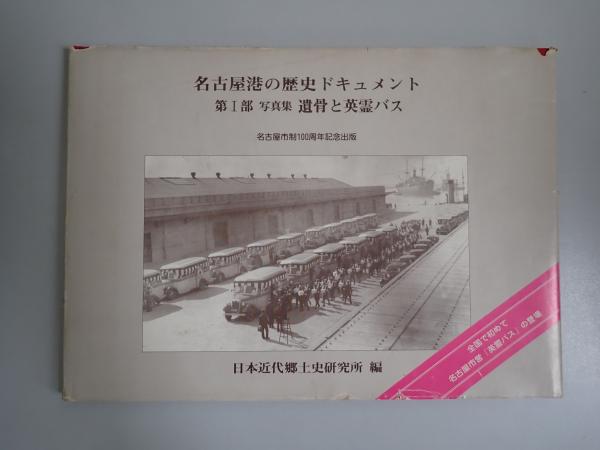 名古屋港の歴史ドキュメント
第Ⅰ部 写真集 遺骨と英霊バス
名古屋市制100周年記念出版
全国で初めて
名古屋市営「英霊バス」の登場
日本近代郷土史研究所 編